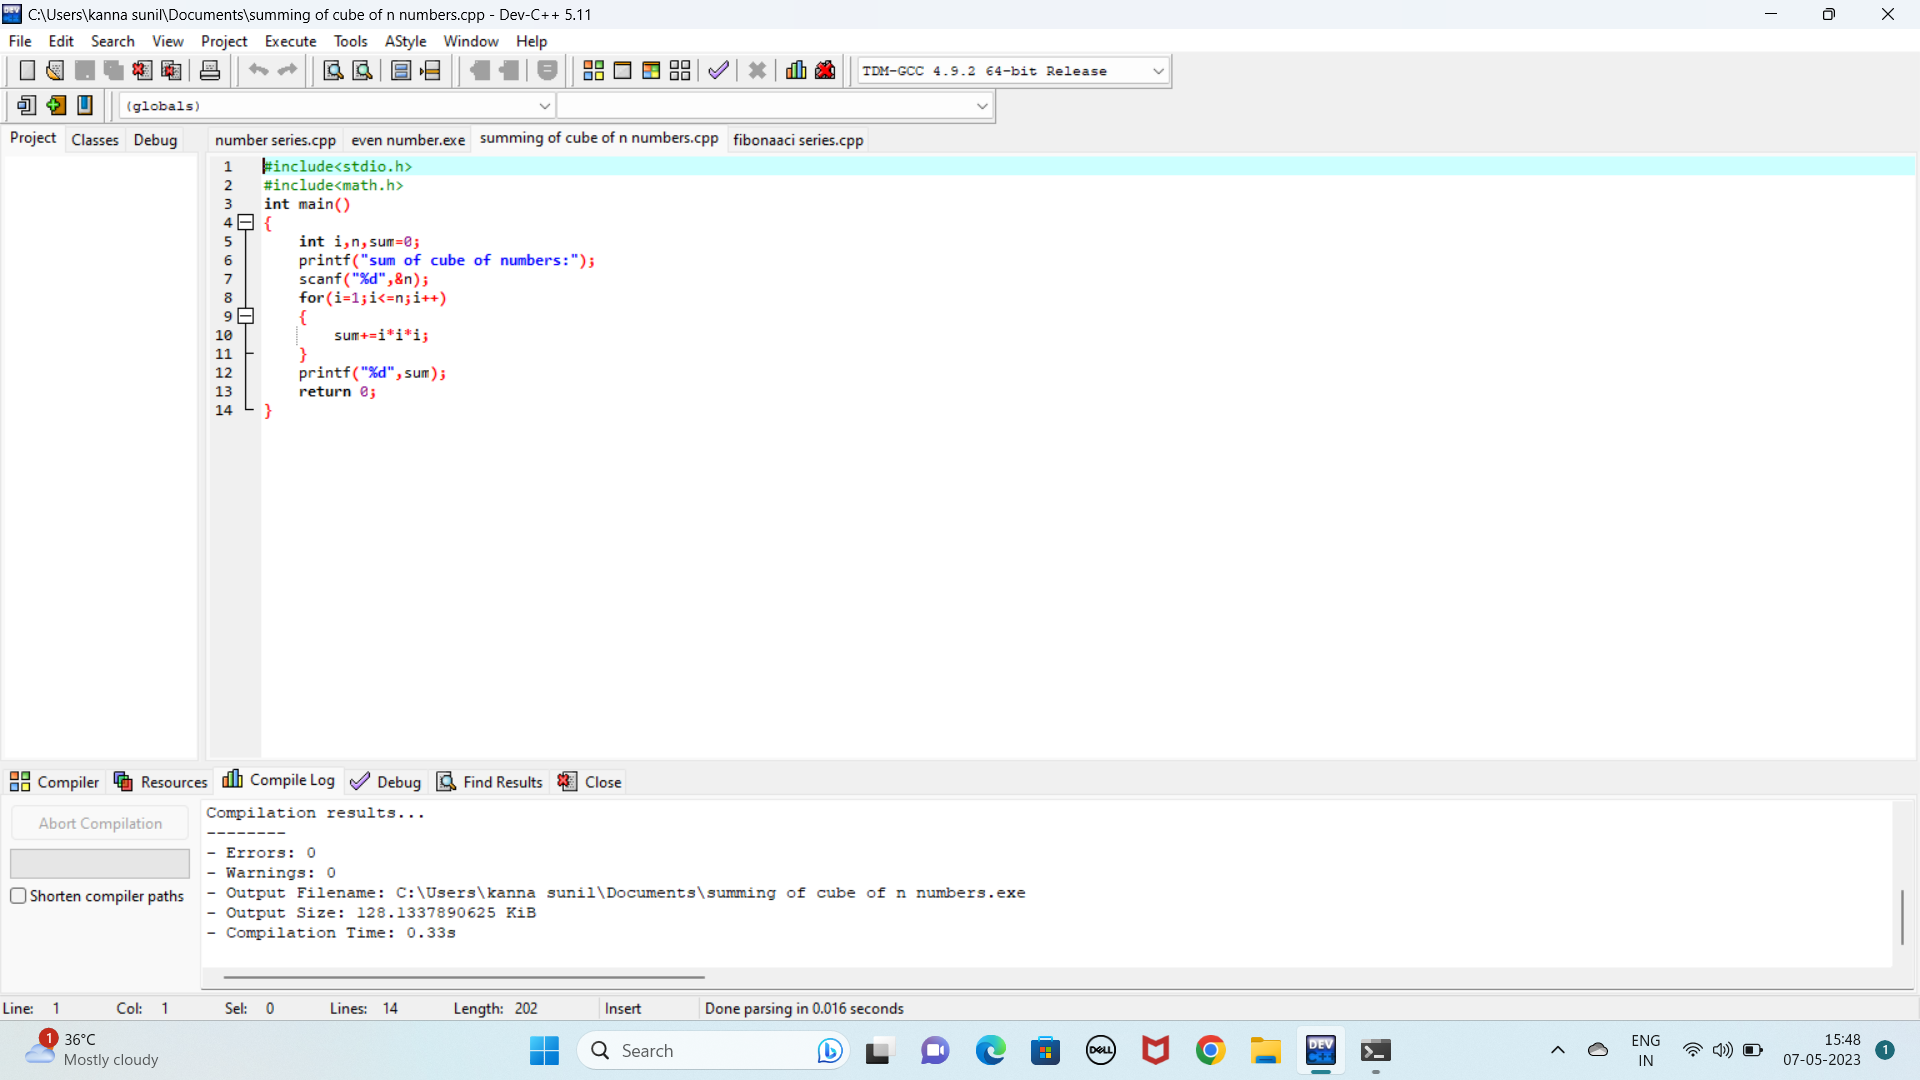 C:\Users\kanna sunil\Documents\summing of cube of n numbers.cpp - Dev-C++ 5.11
File Edit Search View Project Execute Tools AStyle Window Help
TDM-GCC 4.9.2 64-bit Release
(globals)
Project Classes Debug
number series.cpp even number.exe summing of cube of n numbers.cpp fibonaaci series.cpp
1 #include<stdio.h>
2 #include<math.h>
3 int main()
4 {
5 int i,n,sum=0;
6 printf("sum of cube of numbers:");
7 scanf("%d",&n);
8 for(i=1;i<=n;i++)
9 {
10 sum+=i*i*i;
11 }
12 printf("%d",sum);
13 return 0;
14 }
Compiler Resources Compile Log Debug Find Results Close
Abort Compilation
Shorten compiler paths
Compilation results...
--------
- Errors: 0
- Warnings: 0
- Output Filename: C:\Users\kanna sunil\Documents\summing of cube of n numbers.exe
- Output Size: 128.1337890625 KiB
- Compilation Time: 0.33s
Line: 1 Col: 1 Sel: 0 Lines: 14 Length: 202 Insert Done parsing in 0.016 seconds
1
36°C
Mostly cloudy
Search
DELL
DEV
ENG
IN
15:48
07-05-2023
1